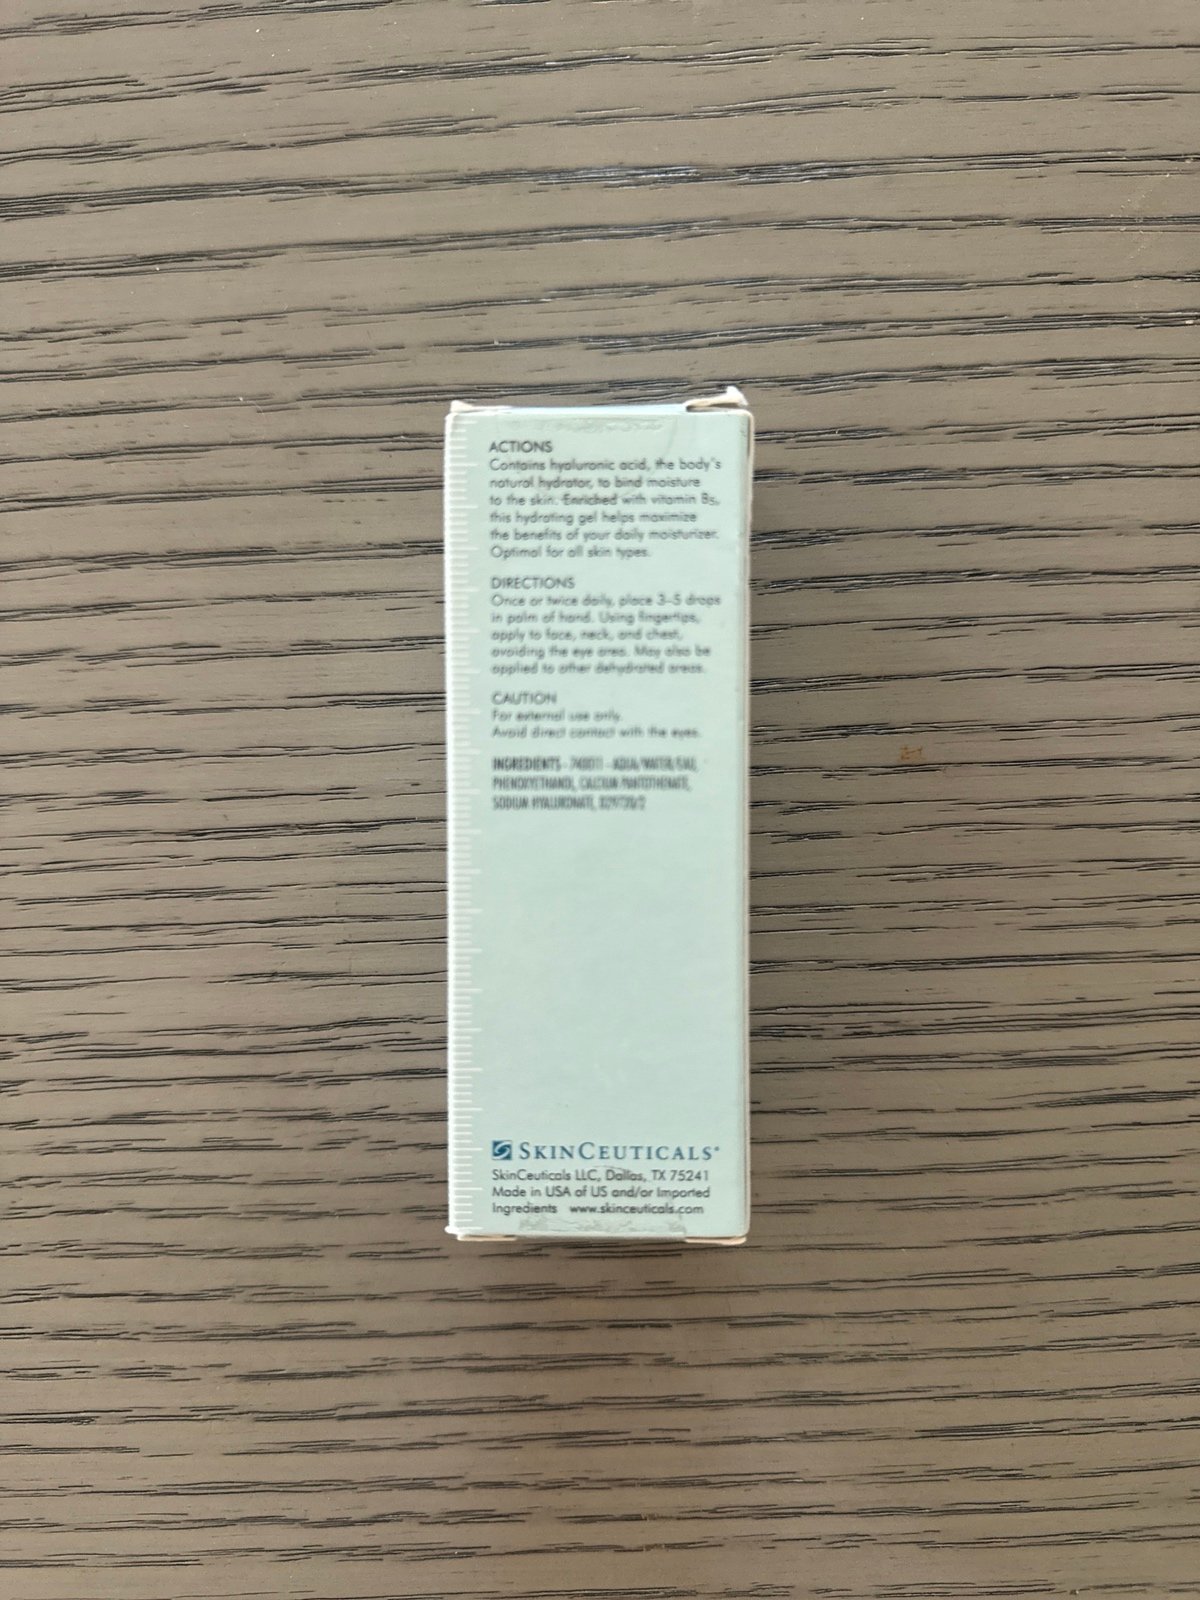 ACTIONS
Contains hyaluronic acid, the body's
natural hydrator, to bind moisture
to the skin. Enriched with vitamin B5,
this hydrating gel helps maximize
the benefits of your daily moisturizer.
Optimal for all skin types.
DIRECTIONS
Once or twice daily, place 3-5 drops
in palm of hand. Using fingertips,
apply to face, neck, and chest,
avoiding the eye area. May also be
applied to other dehydrated areas.
CAUTION
For external use only.
Avoid direct contact with the eyes.
INGREDIENTS - AQUA/WATER/EAU,
PHENOXYETHANOL, CALCIUM PANTOTHENATE,
SODIUM HYALURONATE,
SKINCEUTICALS®
SkinCeuticals LLC, Dallas, TX 75241
Made in USA of US and/or Imported
Ingredients www.skinceuticals.com